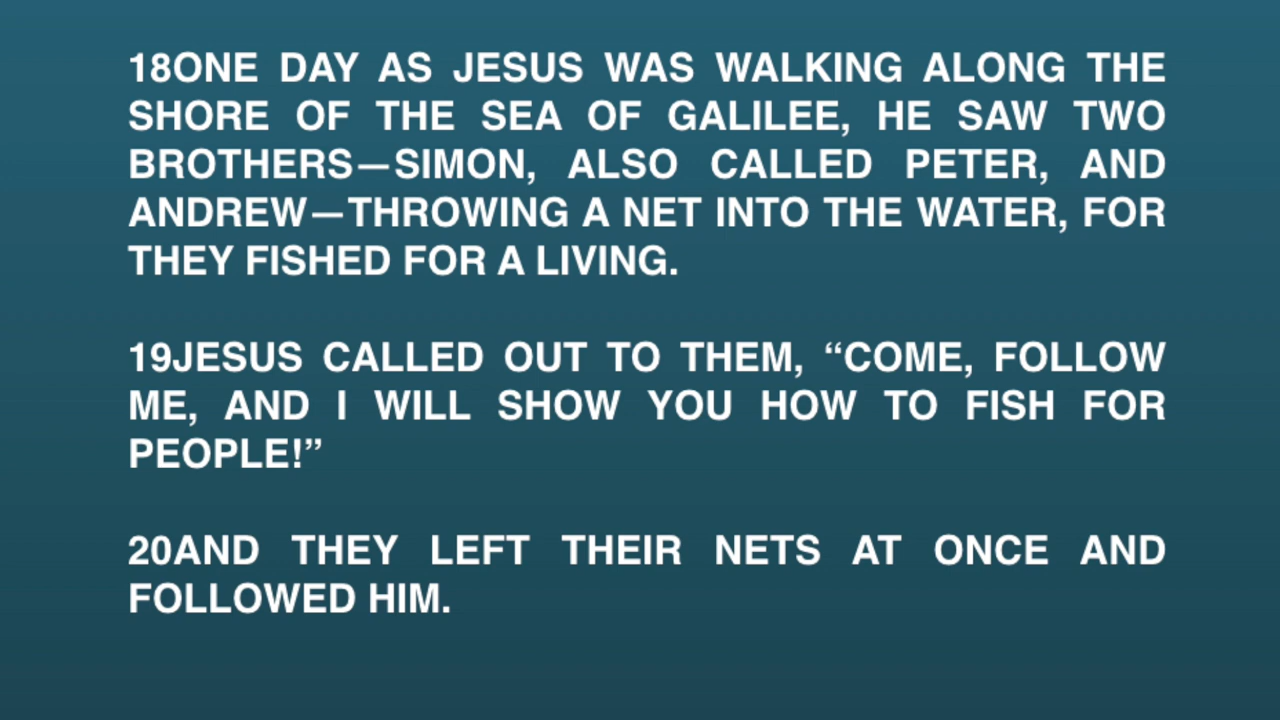 18ONE DAY AS JESUS WAS WALKING ALONG THE
SHORE OF THE SEA OF GALILEE, HE SAW TWO
BROTHERS—SIMON, ALSO CALLED PETER, AND
ANDREW—THROWING A NET INTO THE WATER, FOR
THEY FISHED FOR A LIVING.
19JESUS CALLED OUT TO THEM, “COME, FOLLOW
ME, AND I WILL SHOW YOU HOW TO FISH FOR
PEOPLE!”
20AND THEY LEFT THEIR NETS AT ONCE AND
FOLLOWED HIM.